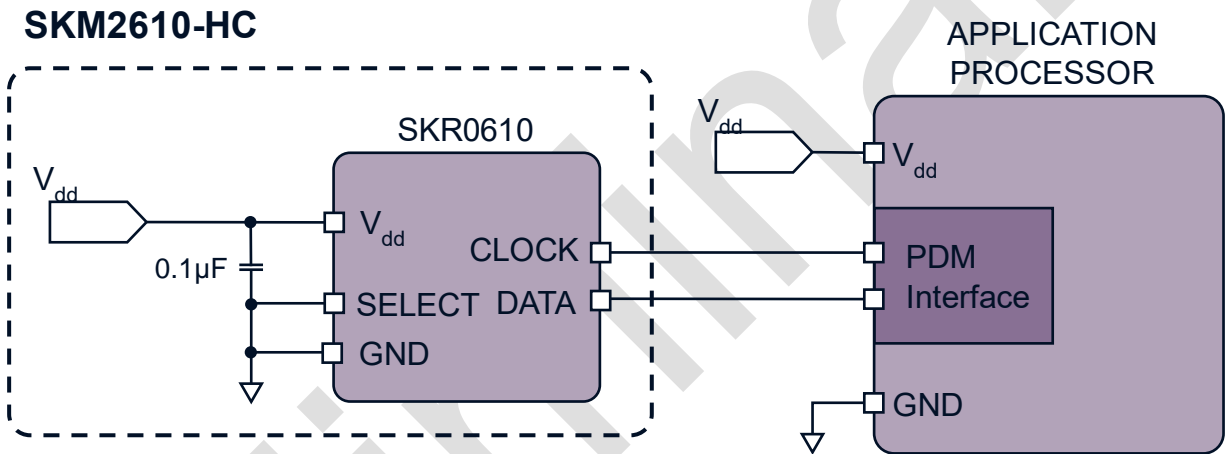 SKM2610-HC
APPLICATION
PROCESSOR
SKR0610
Vdd
Vdd
Vdd
Vdd
0.1µF
CLOCK
PDM
SELECT
DATA
Interface
GND
GND